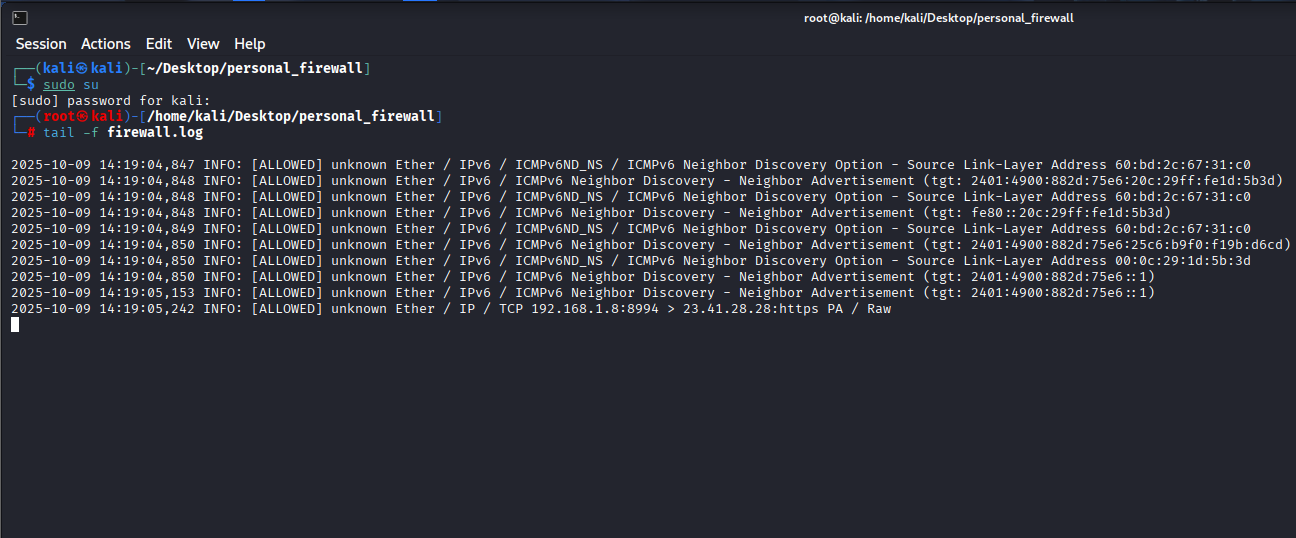 root@kali: /home/kali/Desktop/personal_firewall
Session Actions Edit View Help
┌──(kali㉿kali)-[~/Desktop/personal_firewall]
└─$ sudo su
[sudo] password for kali:
┌──(root㉿kali)-[/home/kali/Desktop/personal_firewall]
└─# tail -f firewall.log
2025-10-09 14:19:04,847 INFO: [ALLOWED] unknown Ether / IPv6 / ICMPv6ND_NS / ICMPv6 Neighbor Discovery Option - Source Link-Layer Address 60:bd:2c:67:31:c0
2025-10-09 14:19:04,848 INFO: [ALLOWED] unknown Ether / IPv6 / ICMPv6 Neighbor Discovery - Neighbor Advertisement (tgt: 2401:4900:882d:75e6:20c:29ff:fe1d:5b3d)
2025-10-09 14:19:04,848 INFO: [ALLOWED] unknown Ether / IPv6 / ICMPv6ND_NS / ICMPv6 Neighbor Discovery Option - Source Link-Layer Address 60:bd:2c:67:31:c0
2025-10-09 14:19:04,848 INFO: [ALLOWED] unknown Ether / IPv6 / ICMPv6 Neighbor Discovery - Neighbor Advertisement (tgt: fe80::20c:29ff:fe1d:5b3d)
2025-10-09 14:19:04,849 INFO: [ALLOWED] unknown Ether / IPv6 / ICMPv6ND_NS / ICMPv6 Neighbor Discovery Option - Source Link-Layer Address 60:bd:2c:67:31:c0
2025-10-09 14:19:04,850 INFO: [ALLOWED] unknown Ether / IPv6 / ICMPv6 Neighbor Discovery - Neighbor Advertisement (tgt: 2401:4900:882d:75e6:25c6:b9f0:f19b:d6cd)
2025-10-09 14:19:04,850 INFO: [ALLOWED] unknown Ether / IPv6 / ICMPv6ND_NS / ICMPv6 Neighbor Discovery Option - Source Link-Layer Address 00:0c:29:1d:5b:3d
2025-10-09 14:19:04,850 INFO: [ALLOWED] unknown Ether / IPv6 / ICMPv6 Neighbor Discovery - Neighbor Advertisement (tgt: 2401:4900:882d:75e6::1)
2025-10-09 14:19:05,153 INFO: [ALLOWED] unknown Ether / IPv6 / ICMPv6 Neighbor Discovery - Neighbor Advertisement (tgt: 2401:4900:882d:75e6::1)
2025-10-09 14:19:05,242 INFO: [ALLOWED] unknown Ether / IP / TCP 192.168.1.8:8994 > 23.41.28.28:https PA / Raw